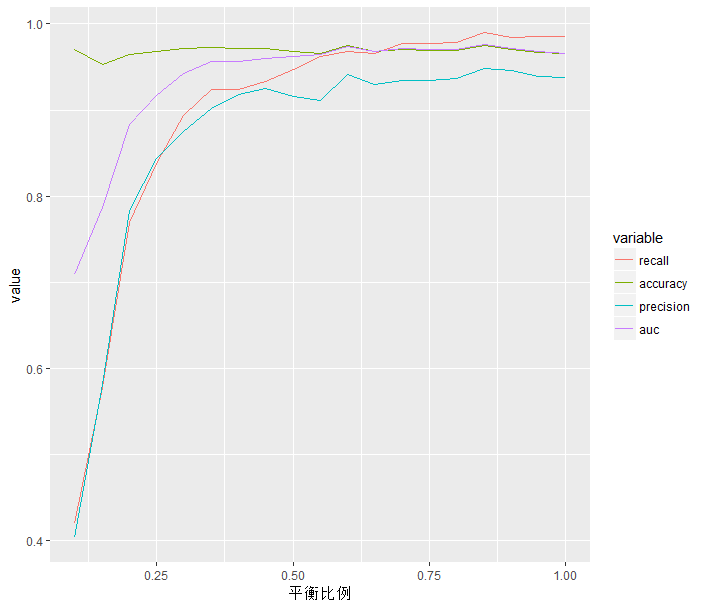 1.0
0.8
0.6
0.4
value
0.25
0.50
0.75
1.00
平衡比例
variable
recall
accuracy
precision
auc